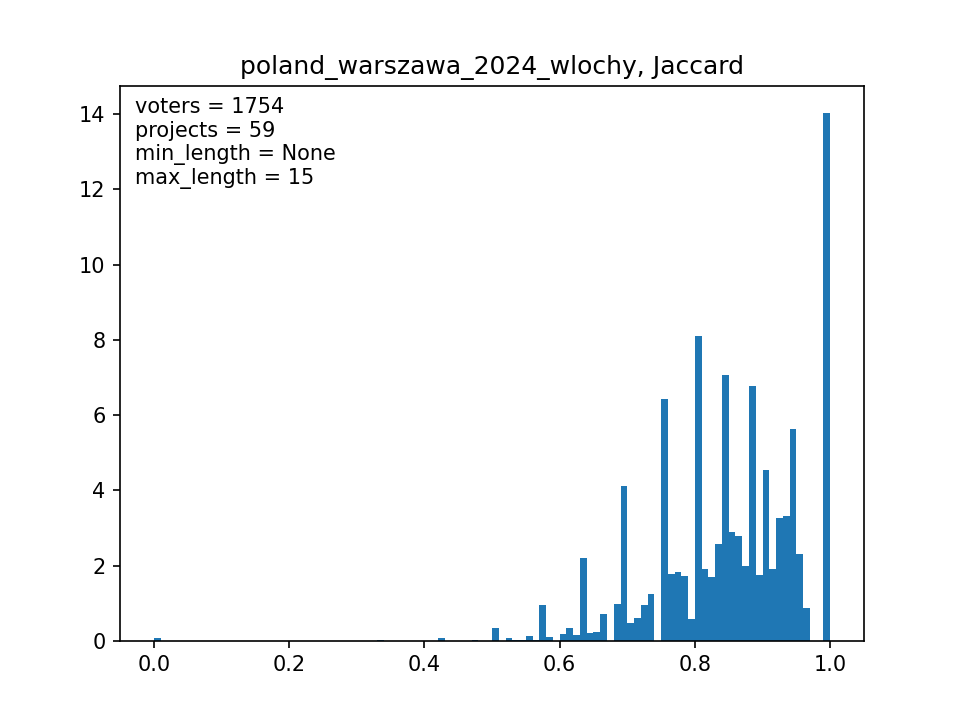 poland_warszawa_2024_wlochy, Jaccard
voters = 1754
projects = 59
min_length = None
max_length = 15
14
12
10
8
6
4
2
0
0.0 0.2 0.4 0.6 0.8 1.0